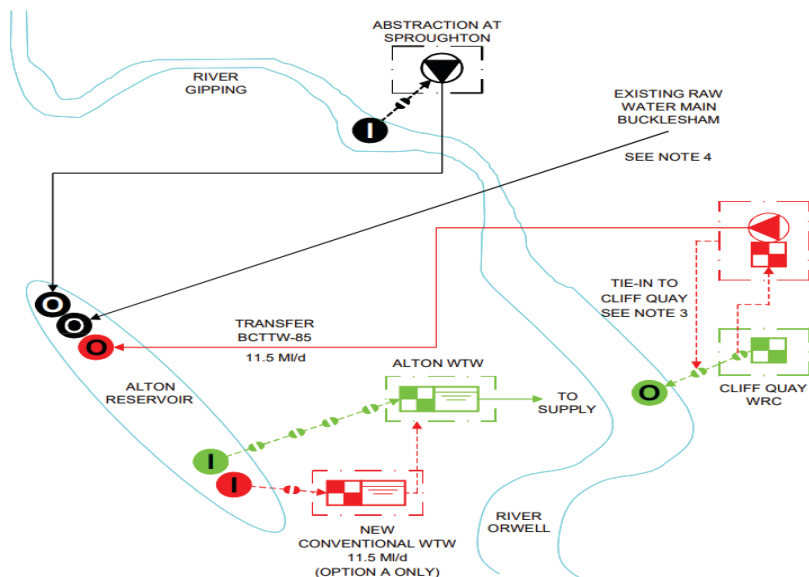 ABSTRACTION AT
SPROUGHTON
RIVER
GIPPING
I
EXISTING RAW
WATER MAIN
BUCKLESHAM
SEE NOTE 4
O
O
O
TRANSFER
BCTTW-85
11.5 Ml/d
TIE-IN TO
CLIFF QUAY
SEE NOTE 3
ALTON
RESERVOIR
ALTON WTW
TO
SUPPLY
O
CLIFF QUAY
WRC
I
I
NEW
CONVENTIONAL WTW
11.5 Ml/d
(OPTION A ONLY)
RIVER
ORWELL